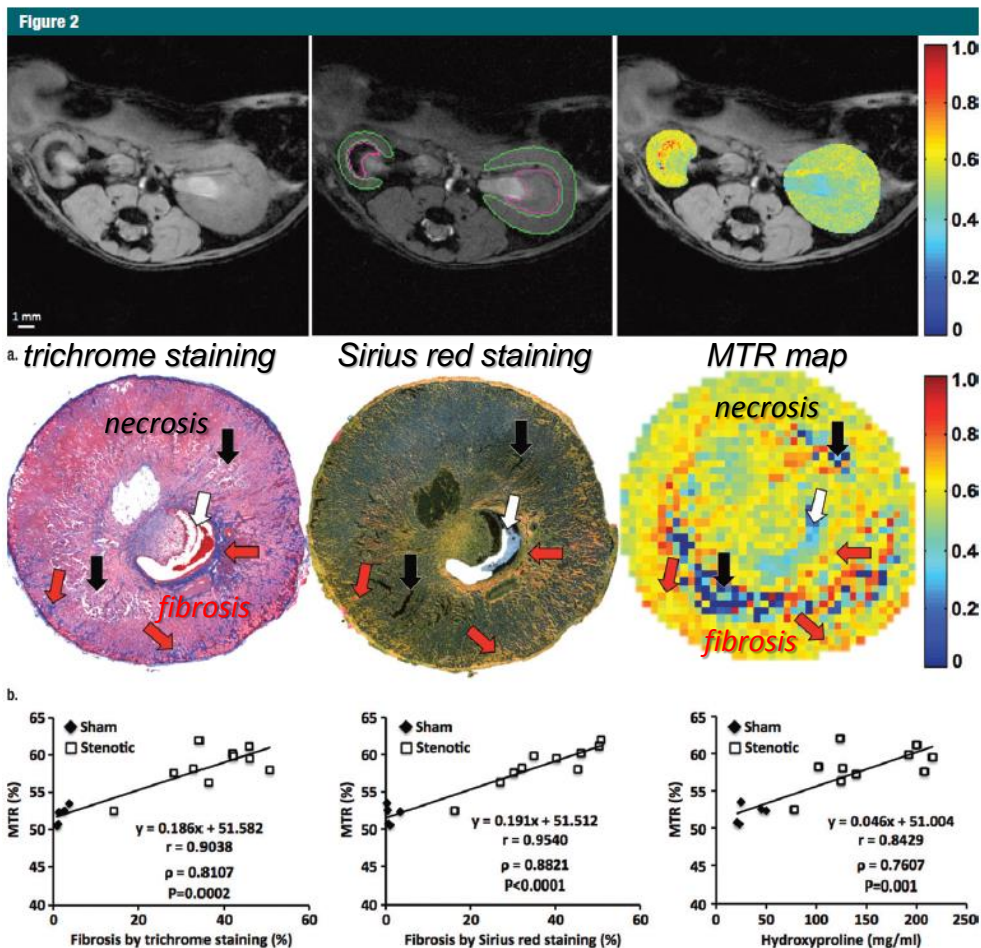 Figure 2
1.0
0.8
0.6
0.4
0.2
0
1 mm
a. trichrome staining Sirius red staining MTR map
1.0
0.8
0.6
0.4
0.2
0
necrosis
necrosis
fibrosis
fibrosis
b.
65
60
55
50
45
40
MTR (%)
Sham
Stenotic
y = 0.186x + 51.582
r = 0.9038
ρ = 0.8107
P=0.0002
0 20 40 60
Fibrosis by trichrome staining (%)
65
60
55
50
45
40
MTR (%)
Sham
Stenotic
y = 0.191x + 51.512
r = 0.9540
ρ = 0.8821
P<0.0001
0 20 40 60
Fibrosis by Sirius red staining (%)
65
60
55
50
45
40
MTR (%)
Sham
Stenotic
y = 0.046x + 51.004
r = 0.8429
ρ = 0.7607
P=0.001
0 50 100 150 200 250
Hydroxyproline (mg/ml)